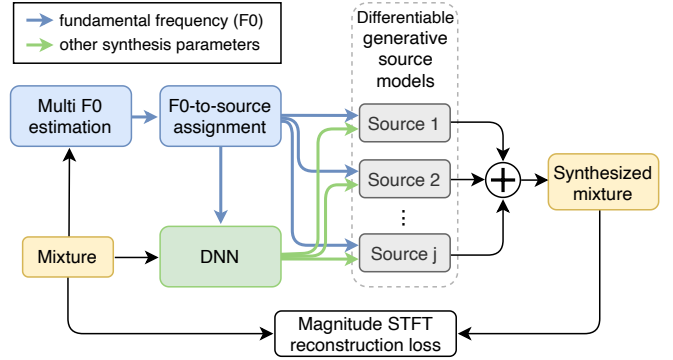 fundamental frequency (F0)
other synthesis parameters
Differentiable
generative
source
models
Multi F0
estimation
F0-to-source
assignment
Source 1
Source 2
⋮
Source j
Synthesized
mixture
Mixture
DNN
Magnitude STFT
reconstruction loss